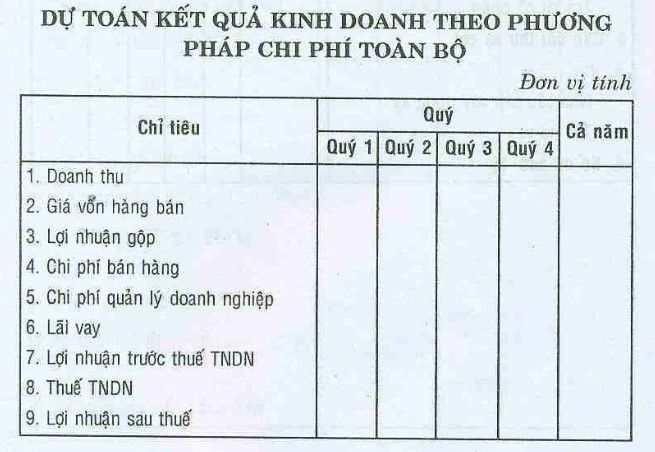 DỰ TOÁN KẾT QUẢ KINH DOANH THEO PHƯƠNG
PHÁP CHI PHÍ TOÀN BỘ
Đơn vị tính
Chỉ tiêu
Quý
Cả năm
Quý 1 Quý 2 Quý 3 Quý 4
1. Doanh thu
2. Giá vốn hàng bán
3. Lợi nhuận gộp
4. Chi phí bán hàng
5. Chi phí quản lý doanh nghiệp
6. Lãi vay
7. Lợi nhuận trước thuế TNDN
8. Thuế TNDN
9. Lợi nhuận sau thuế